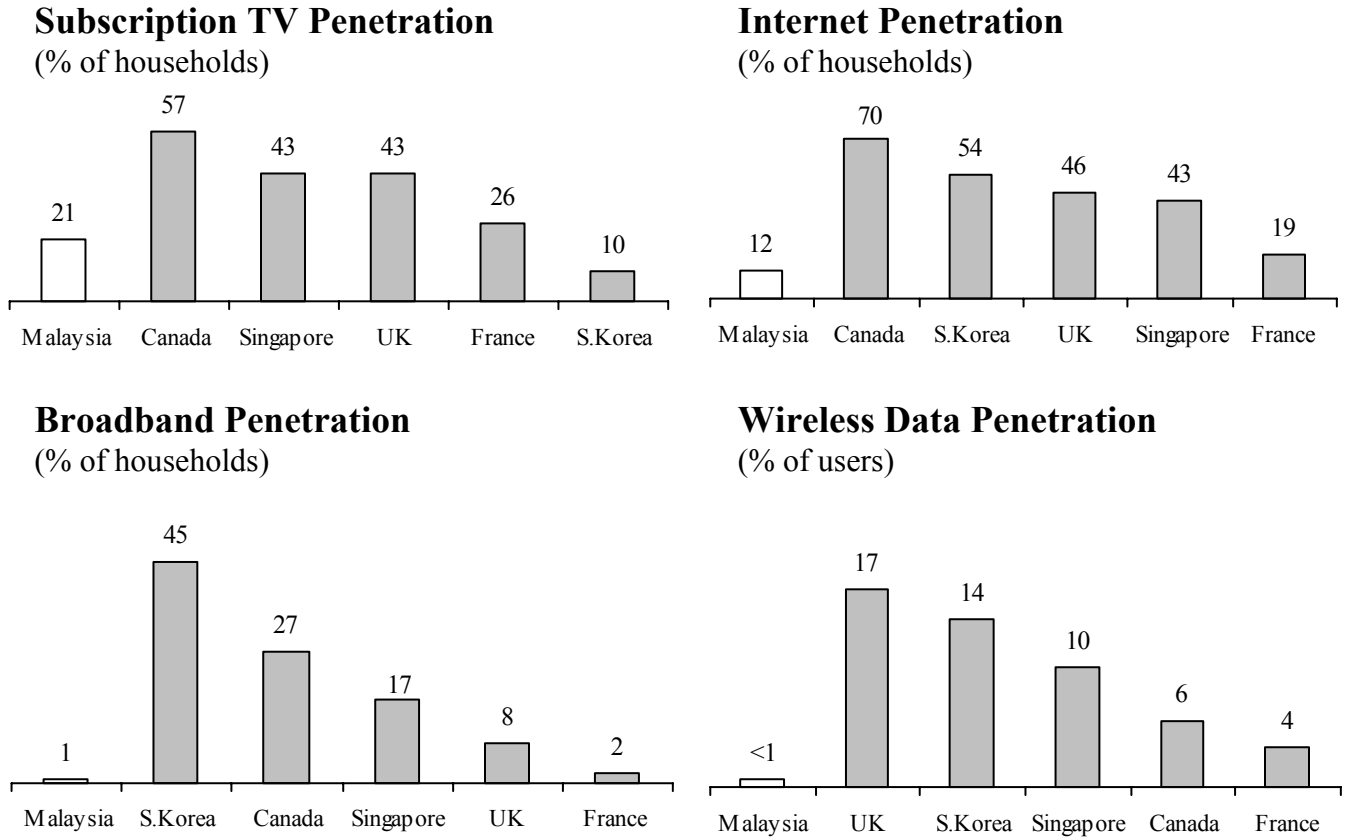 Subscription TV Penetration
(% of households)
57
43
43
26
21
10
Malaysia Canada Singapore UK France S.Korea
Internet Penetration
(% of households)
70
54
46
43
19
12
Malaysia Canada S.Korea UK Singapore France
Broadband Penetration
(% of households)
45
27
17
8
2
1
Malaysia S.Korea Canada Singapore UK France
Wireless Data Penetration
(% of users)
17
14
10
6
4
<1
Malaysia UK S.Korea Singapore Canada France